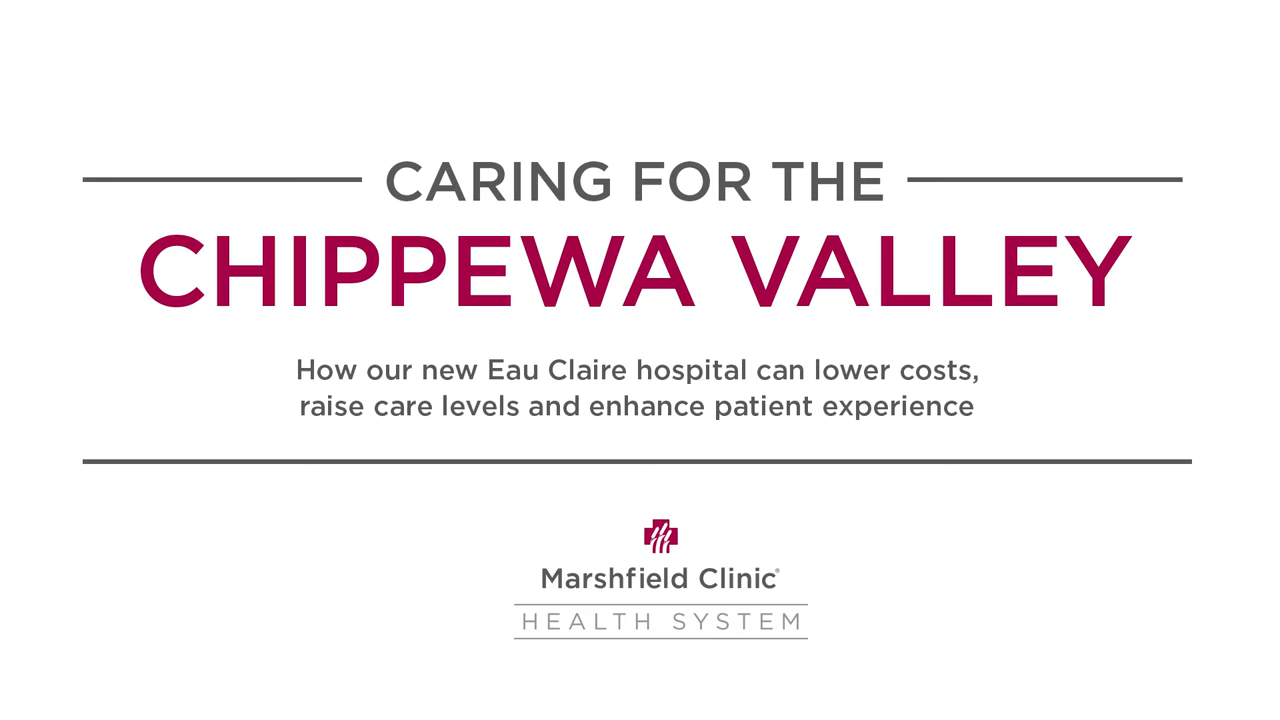 CARING FOR THE
CHIPPEWA VALLEY
How our new Eau Claire hospital can lower costs,
raise care levels and enhance patient experience
Marshfield Clinic®
HEALTH SYSTEM